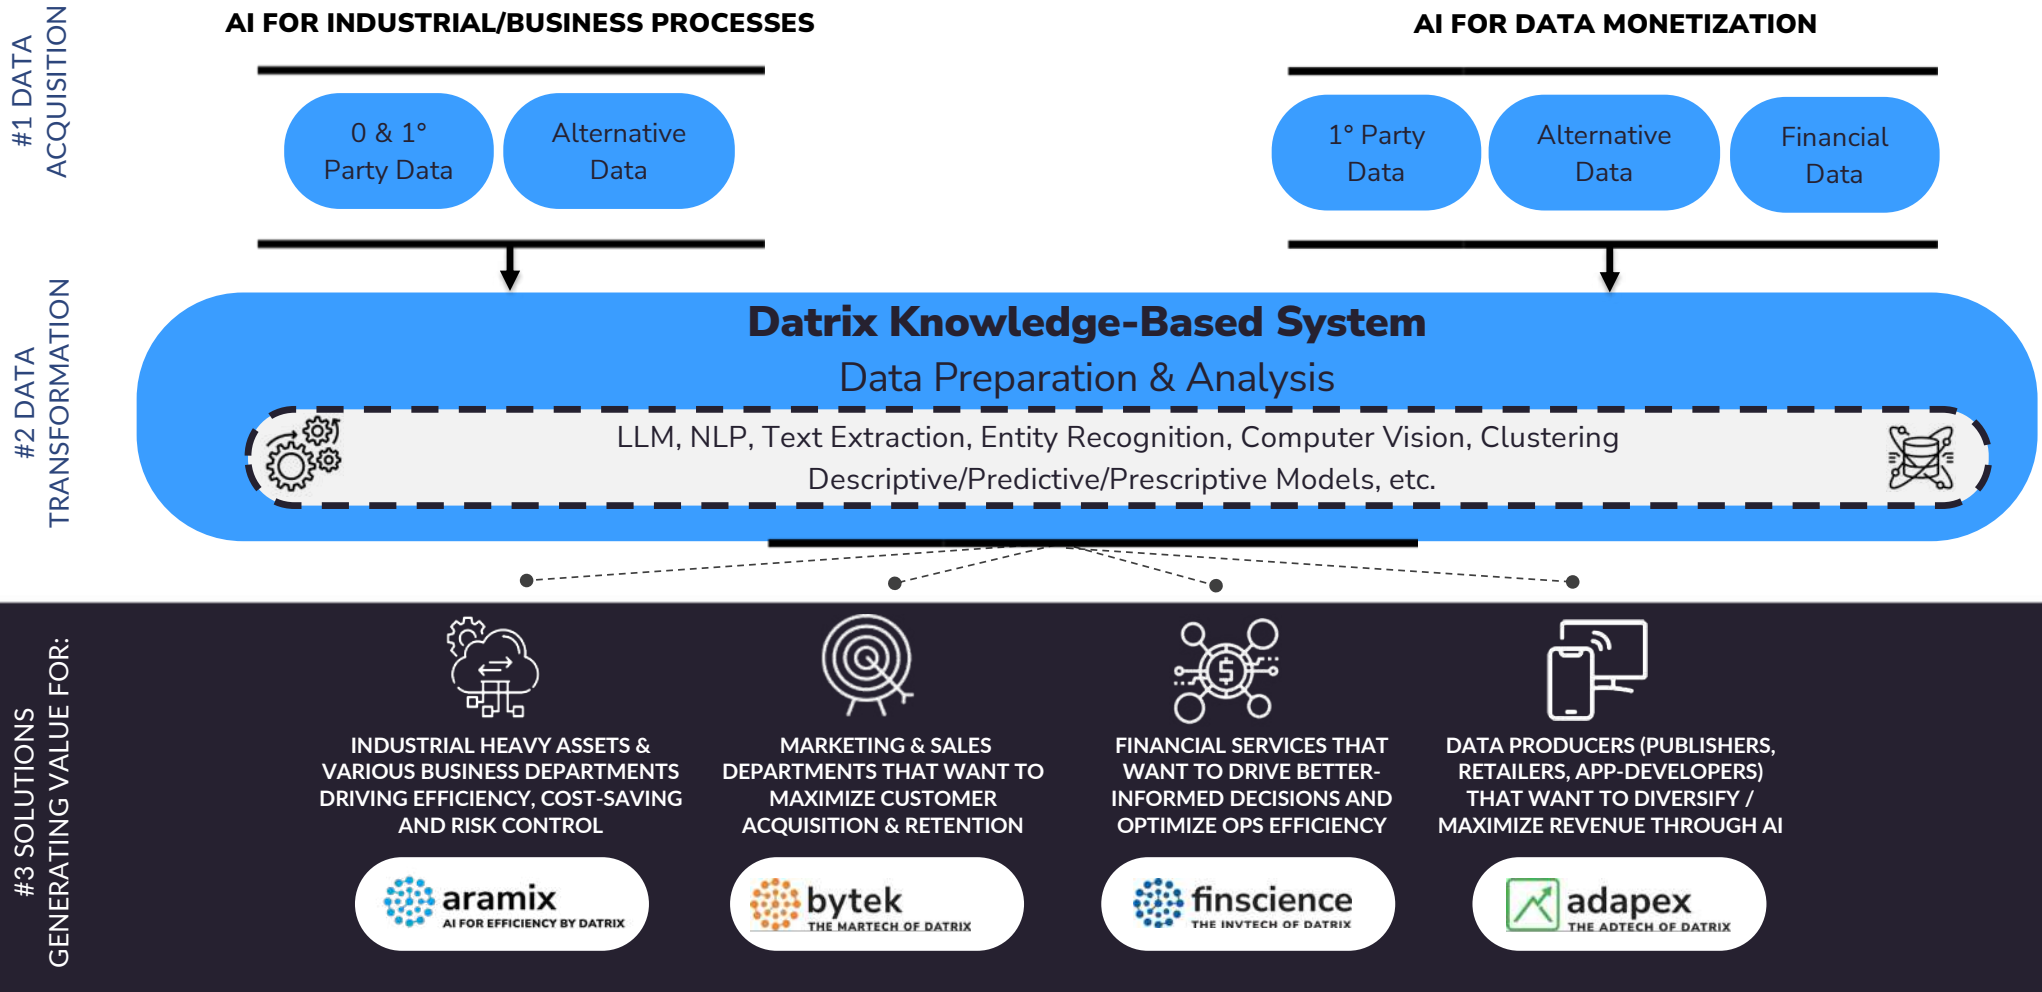 AI FOR INDUSTRIAL/BUSINESS PROCESSES
AI FOR DATA MONETIZATION
#1 DATA
ACQUISITION
0 & 1°
Party Data
Alternative
Data
1° Party
Data
Alternative
Data
Financial
Data
#2 DATA
TRANSFORMATION
Datrix Knowledge-Based System
Data Preparation & Analysis
LLM, NLP, Text Extraction, Entity Recognition, Computer Vision, Clustering
Descriptive/Predictive/Prescriptive Models, etc.
#3 SOLUTIONS
GENERATING VALUE FOR:
$
INDUSTRIAL HEAVY ASSETS &
VARIOUS BUSINESS DEPARTMENTS
DRIVING EFFICIENCY, COST-SAVING
AND RISK CONTROL
MARKETING & SALES
DEPARTMENTS THAT WANT TO
MAXIMIZE CUSTOMER
ACQUISITION & RETENTION
FINANCIAL SERVICES THAT
WANT TO DRIVE BETTER-
INFORMED DECISIONS AND
OPTIMIZE OPS EFFICIENCY
DATA PRODUCERS (PUBLISHERS,
RETAILERS, APP-DEVELOPERS)
THAT WANT TO DIVERSIFY /
MAXIMIZE REVENUE THROUGH AI
aramix
AI FOR EFFICIENCY BY DATRIX
bytek
THE MARTECH OF DATRIX
finscience
THE INVTECH OF DATRIX
adapex
THE ADTECH OF DATRIX